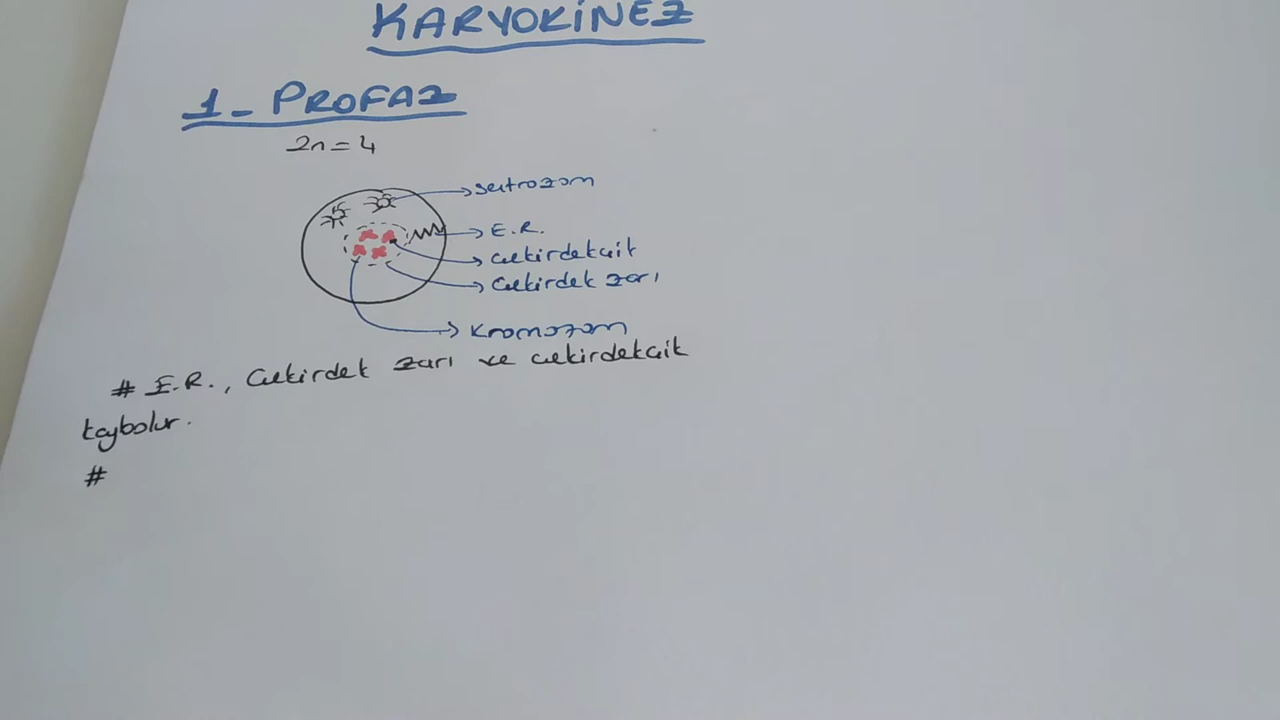 KARYOKİNEZ
1- PROFAZ
2n=4
sentrozom
E.R.
Çekirdekçik
Çekirdek zarı
Kromozom
# E.R., Çekirdek zarı ve çekirdekçik
kaybolur.
#